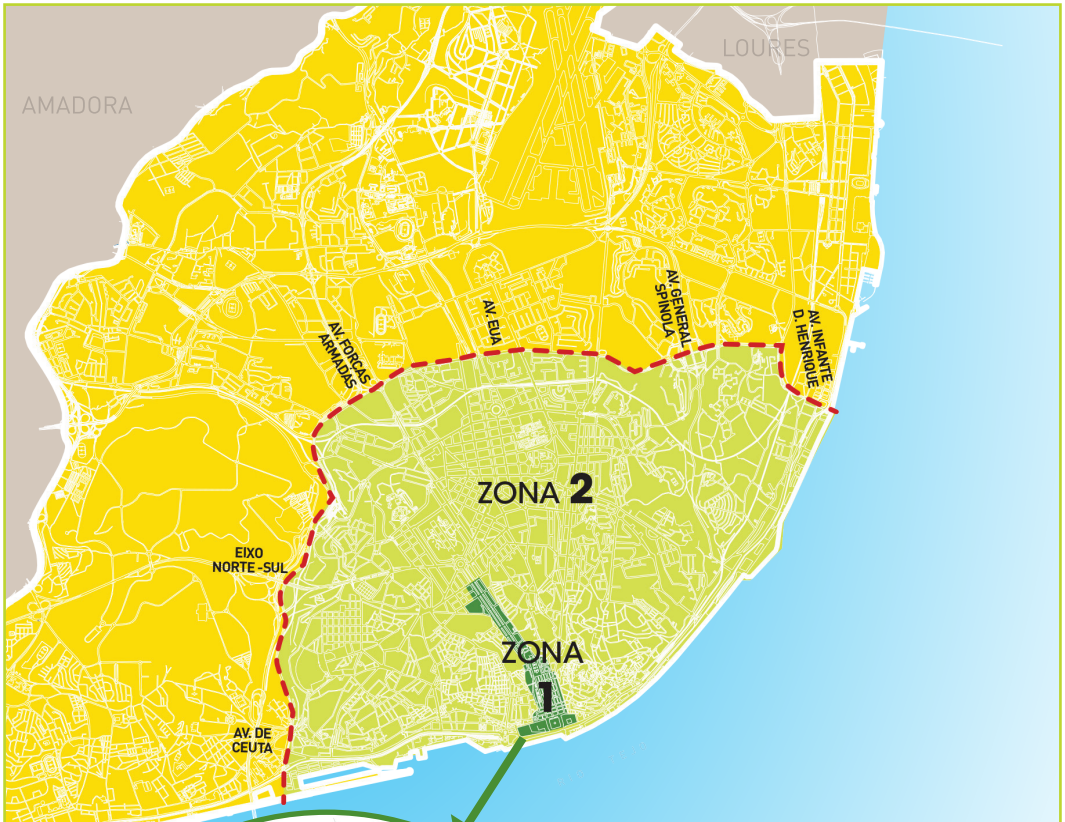 LOURES
AMADORA
AV. GENERAL
SPÍNOLA
AV. EUA
AV. INFANTE
D. HENRIQUE
AV. FORÇAS
ARMADAS
ZONA 2
EIXO
NORTE-SUL
ZONA
1
AV. DE
CEUTA